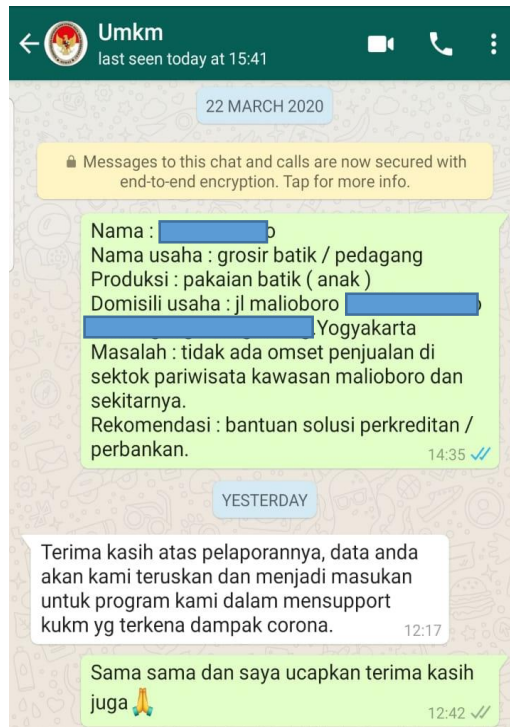 Umkm
last seen today at 15:41
22 MARCH 2020
Messages to this chat and calls are now secured with
end-to-end encryption. Tap for more info.
Nama :
Nama usaha : grosir batik / pedagang
Produksi : pakaian batik ( anak )
Domisili usaha : jl malioboro
.Yogyakarta
Masalah : tidak ada omset penjualan di
sektok pariwisata kawasan malioboro dan
sekitarnya.
Rekomendasi : bantuan solusi perkreditan /
perbankan.
14:35
YESTERDAY
Terima kasih atas pelaporannya, data anda
akan kami teruskan dan menjadi masukan
untuk program kami dalam mensupport
kukm yg terkena dampak corona.
12:17
Sama sama dan saya ucapkan terima kasih
juga 🙏
12:42